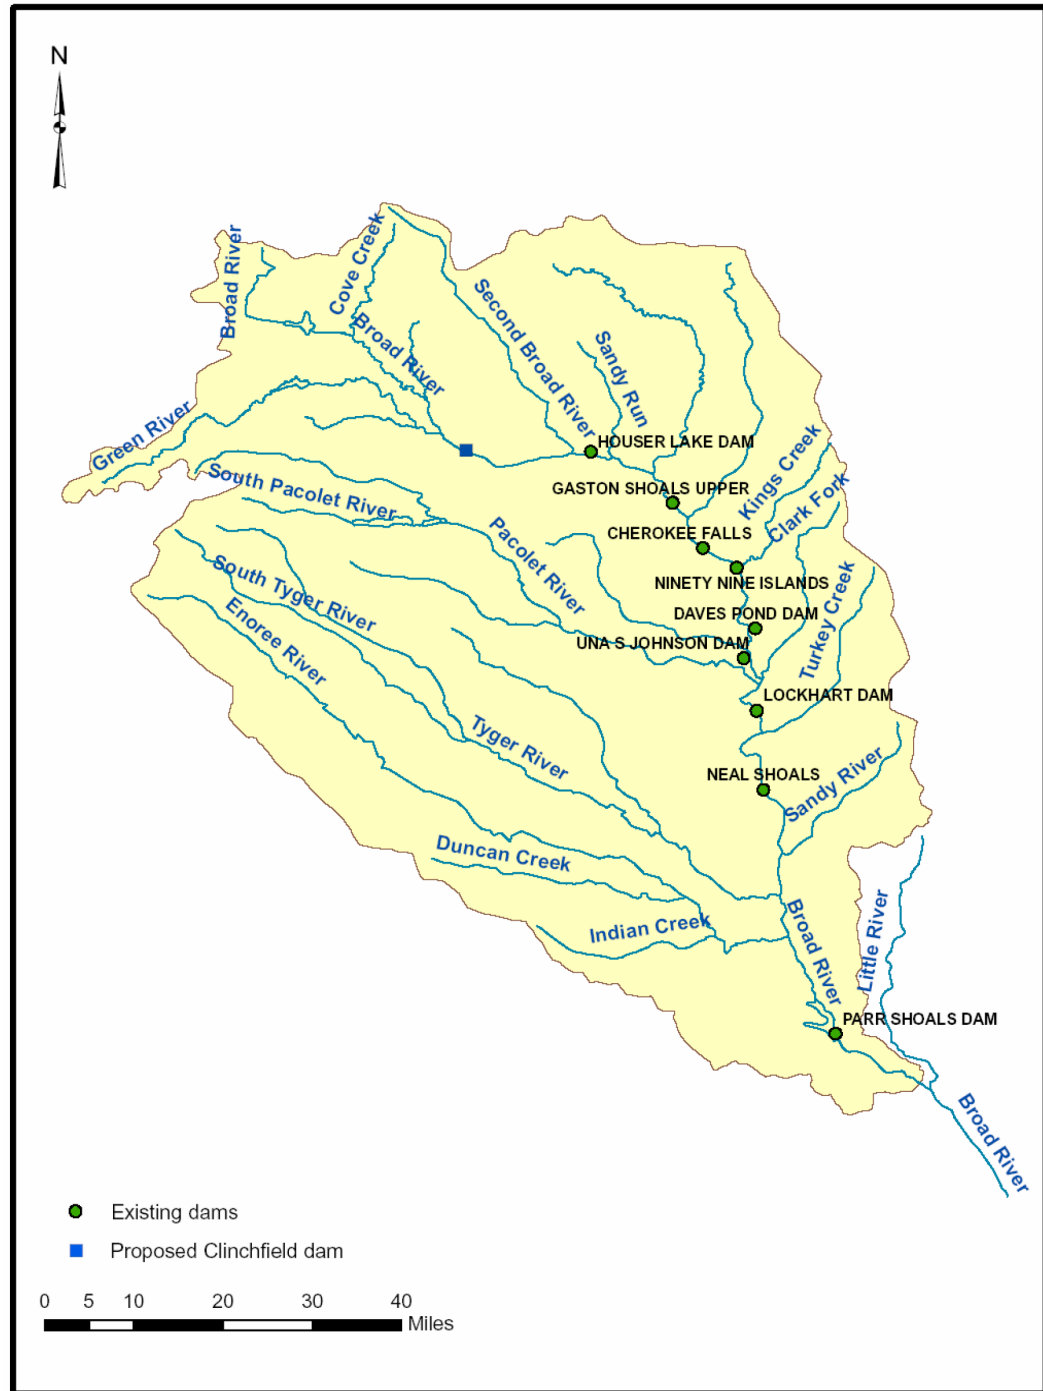 N
Broad River
Cove Creek
Second Broad River
Broad River
Sandy Run
Green River
HOUSER LAKE DAM
South Pacolet River
GASTON SHOALS UPPER
Kings Creek
Clark Fork
Pacolet River
CHEROKEE FALLS
South Tyger River
NINETY NINE ISLANDS
Enoree River
DAVES POND DAM
Turkey Creek
UNA S JOHNSON DAM
LOCKHART DAM
Tyger River
NEAL SHOALS
Sandy River
Duncan Creek
Indian Creek
Broad River
Little River
PARR SHOALS DAM
Broad River
Existing dams
Proposed Clinchfield dam
0 5 10 20 30 40
Miles